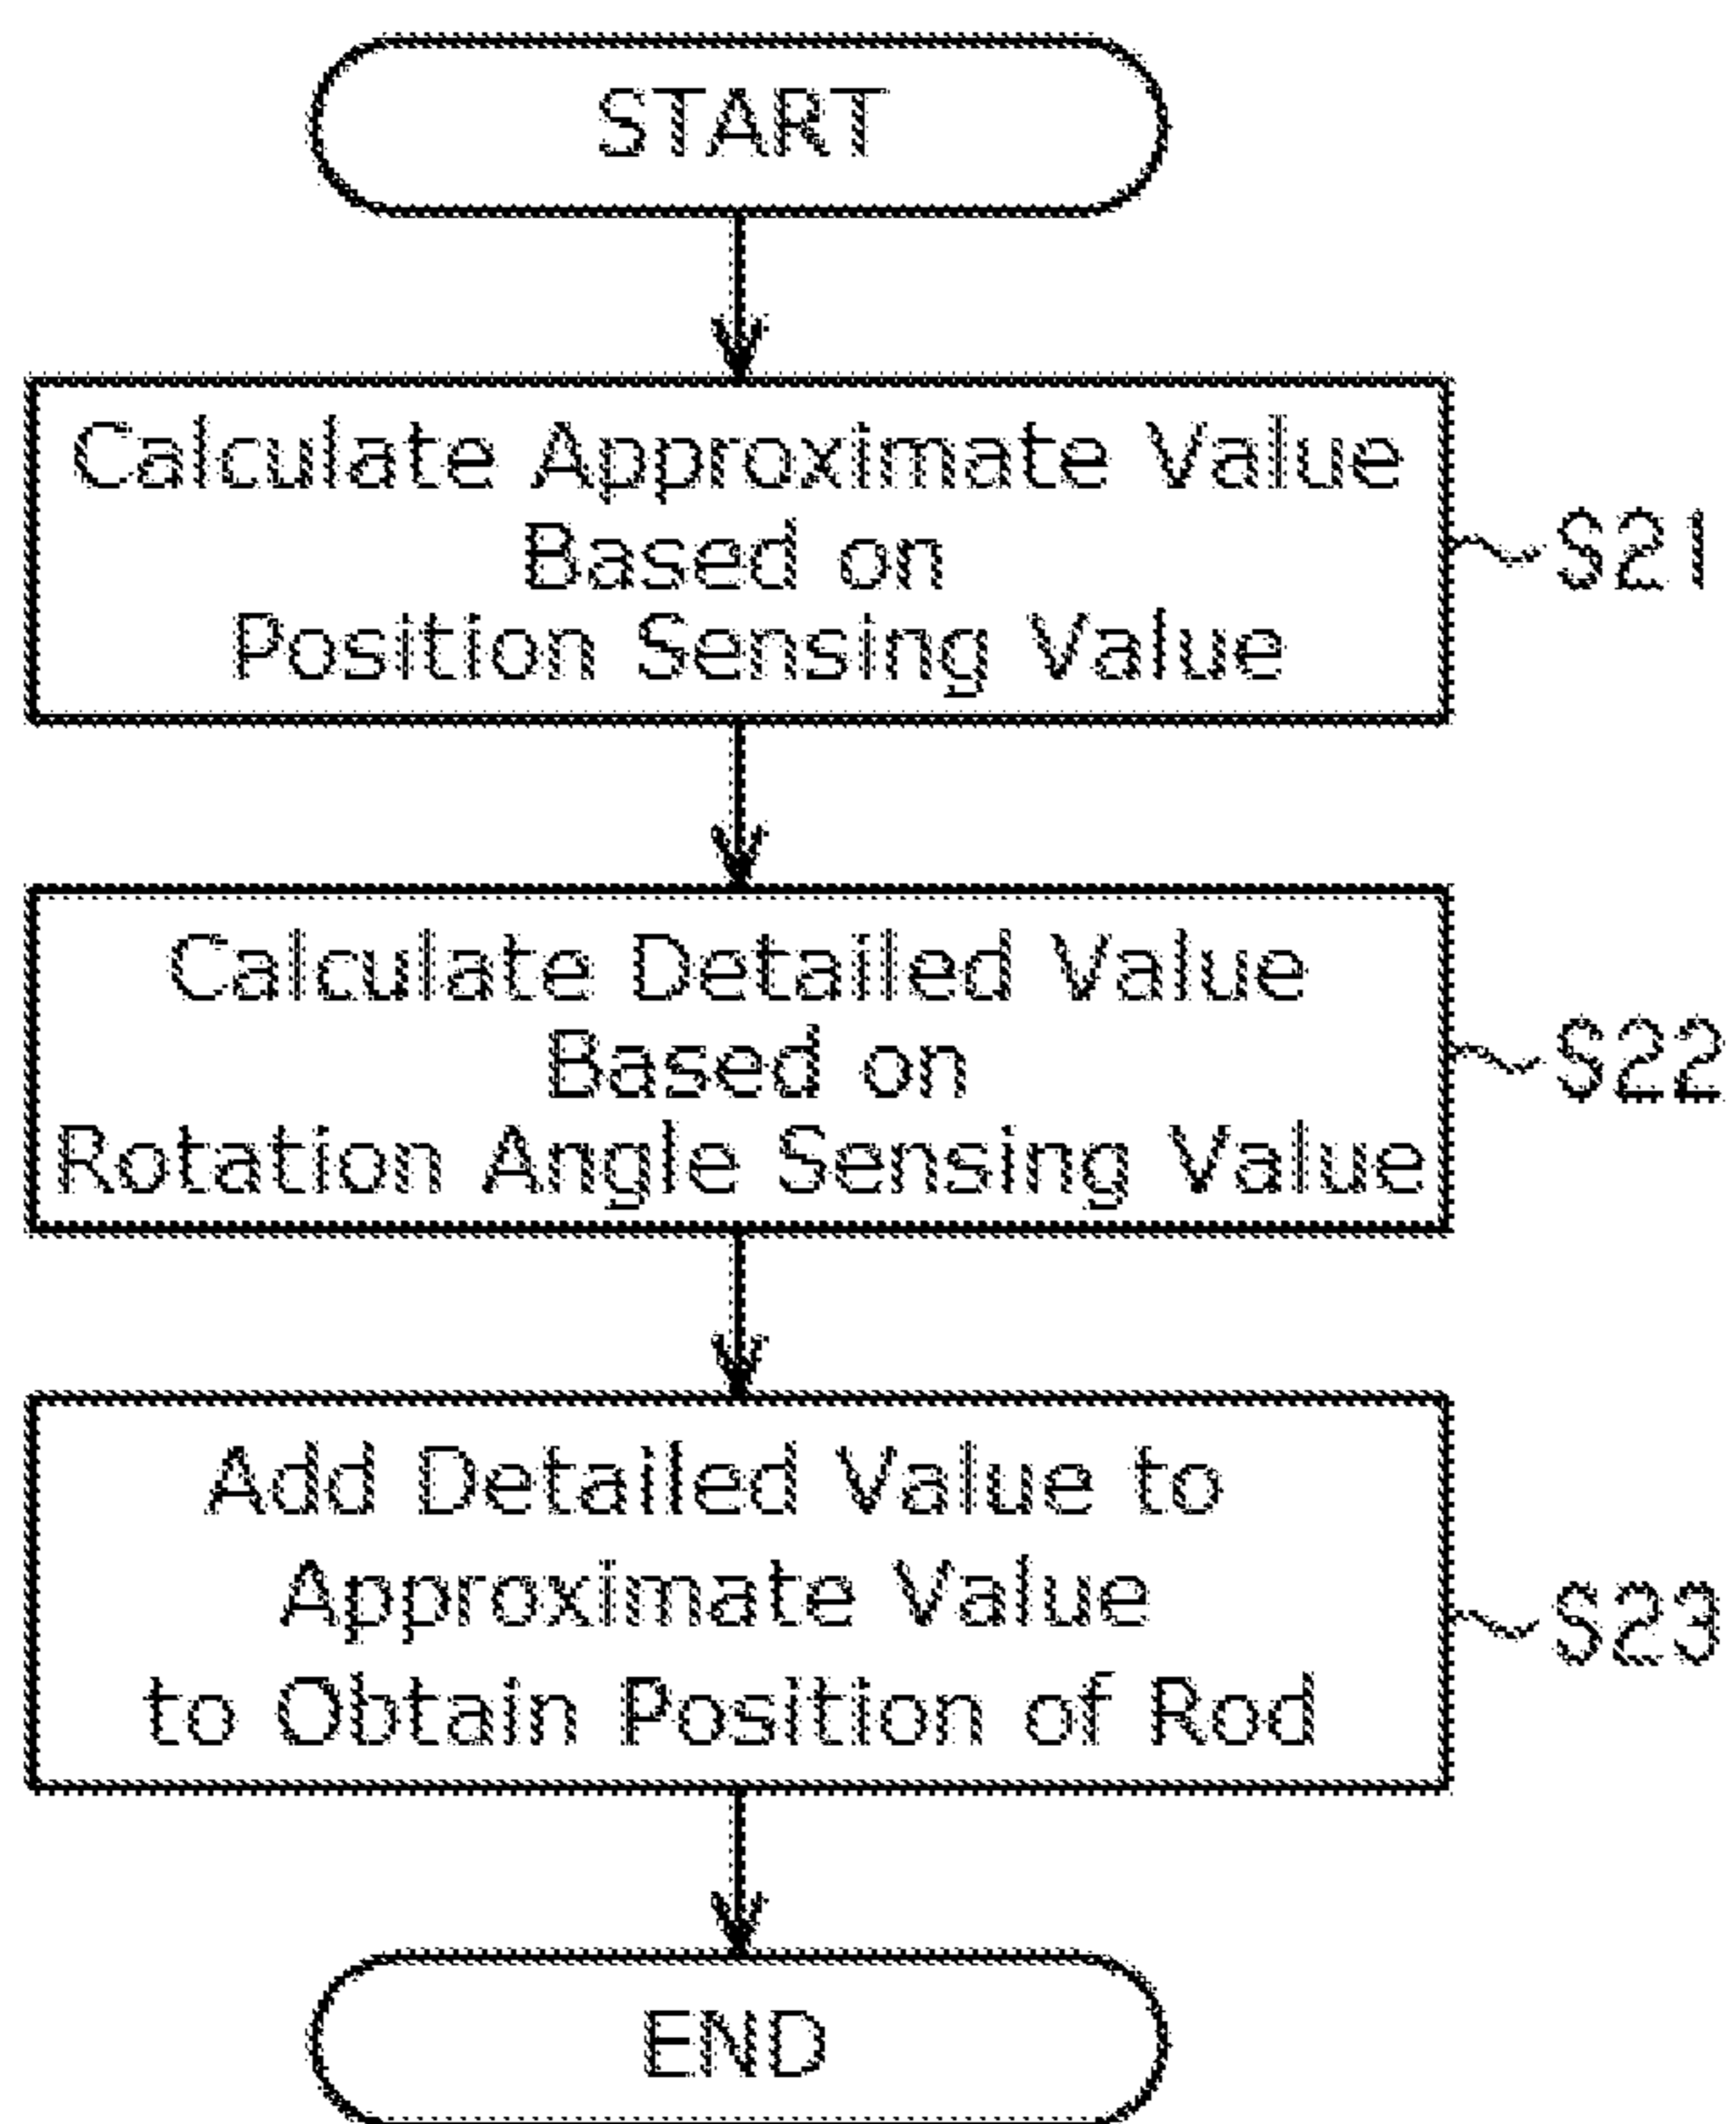 START
Calculate Approximate Value
Based on
Position Sensing Value
S21
Calculate Detailed Value
Based on
Rotation Angle Sensing Value
S22
Add Detailed Value to
Approximate Value
to Obtain Position of Rod
S23
END